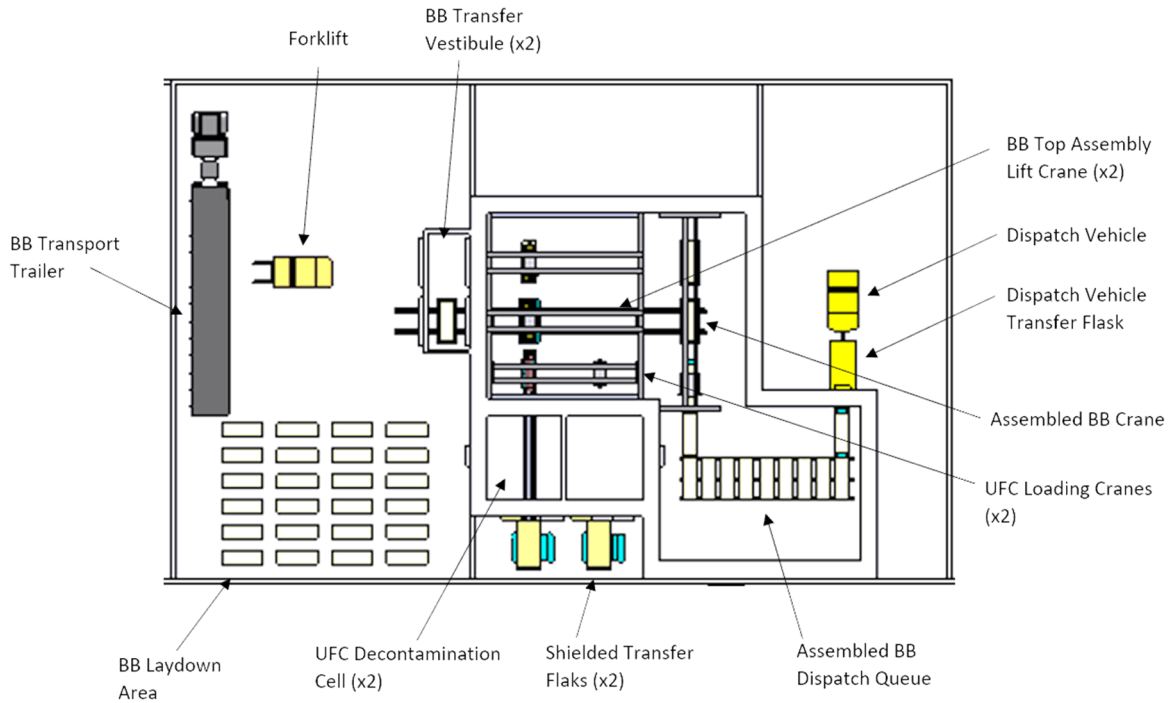 BB Transfer
Vestibule (x2)
Forklift
BB Top Assembly
Lift Crane (x2)
BB Transport
Trailer
Dispatch Vehicle
Dispatch Vehicle
Transfer Flask
Assembled BB Crane
UFC Loading Cranes
(x2)
BB Laydown
Area
UFC Decontamination
Cell (x2)
Shielded Transfer
Flaks (x2)
Assembled BB
Dispatch Queue